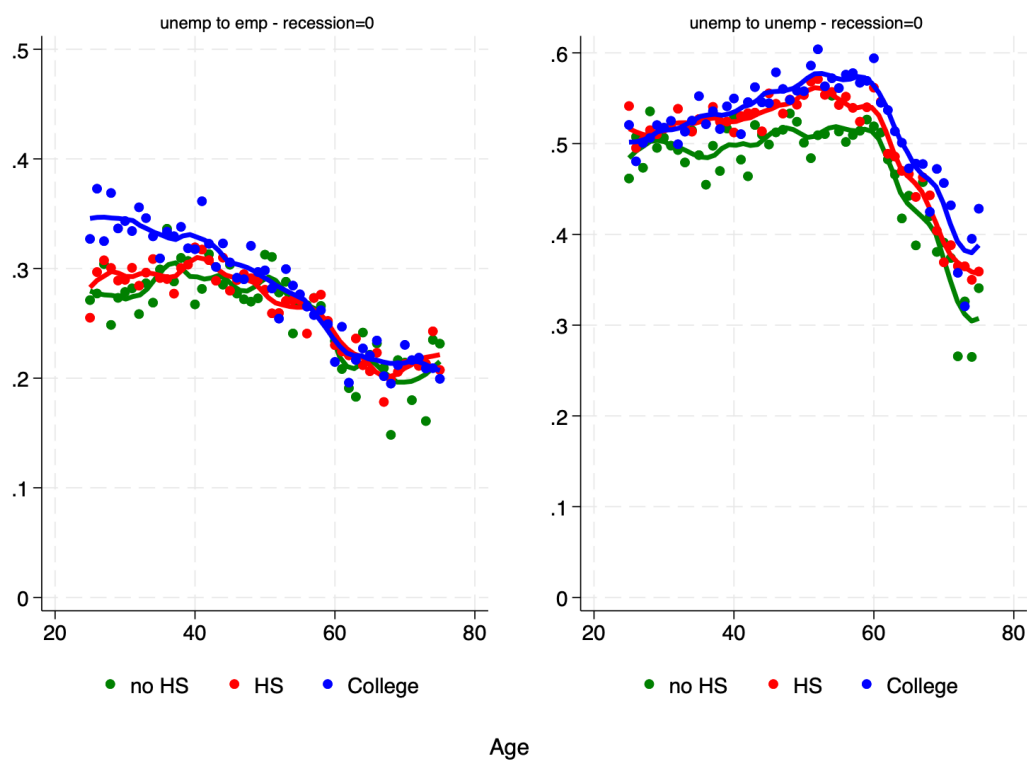 unemp to emp - recession=0
.5
.4
.3
.2
.1
0
20 40 60 80
no HS HS College
unemp to unemp - recession=0
.6
.5
.4
.3
.2
.1
0
20 40 60 80
no HS HS College
Age